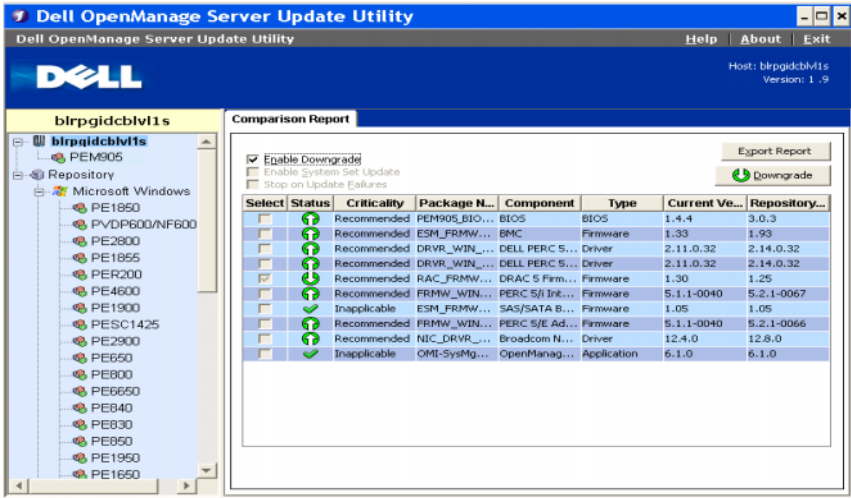 Dell OpenManage Server Update Utility
Dell OpenManage Server Update Utility Help About Exit
DELL
Host: blrpgidcblvl1s
Version: 1 .9
blrpgidcblvl1s
Comparison Report
blrpgidcblvl1s
PEM905
Repository
Microsoft Windows
PE1850
PVDP600/NF600
PE2800
PE1855
PER200
PE4600
PE1900
PESC1425
PE2900
PE650
PE800
PE6650
PE840
PE830
PE850
PE1950
PE1650
Enable Downgrade
Enable System Set Update
Stop on Update Failures
Export Report
Downgrade
Select Status Criticality Package N... Component Type Current Ve... Repository...
Recommended PEM905_BIO... BIOS BIOS 1.4.4 3.0.3
Recommended ESM_FRMW... BMC Firmware 1.33 1.93
Recommended DRVR_WIN_... DELL PERC 5... Driver 2.11.0.32 2.14.0.32
Recommended DRVR_WIN_... DELL PERC 5... Driver 2.11.0.32 2.14.0.32
Recommended RAC_FRMW... DRAC 5 Firm... Firmware 1.30 1.25
Recommended FRMW_WIN... PERC 5/i Int... Firmware 5.1.1-0040 5.2.1-0067
Inapplicable ESM_FRMW... SAS/SATA B... Firmware 1.05 1.05
Recommended FRMW_WIN... PERC 5/E Ad... Firmware 5.1.1-0040 5.2.1-0066
Recommended NIC_DRVR_... Broadcom N... Driver 12.4.0 12.8.0
Inapplicable OMI-SysMg... OpenManag... Application 6.1.0 6.1.0